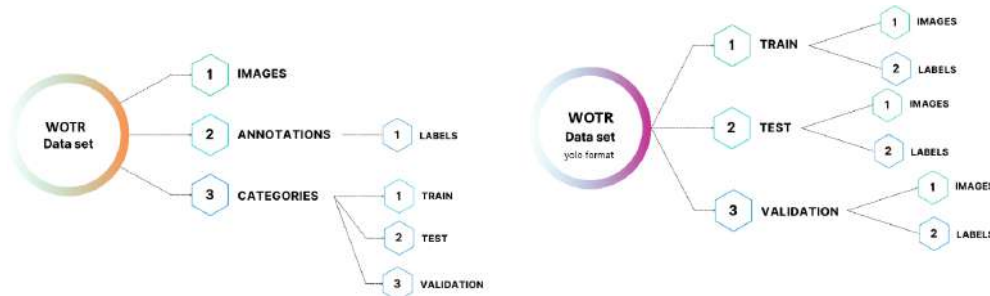 WOTR
Data set
1 IMAGES
2 ANNOTATIONS
1 LABELS
3 CATEGORIES
1 TRAIN
2 TEST
3 VALIDATION
WOTR
Data set
yolo format
1 TRAIN
1 IMAGES
2 LABELS
2 TEST
1 IMAGES
2 LABELS
3 VALIDATION
1 IMAGES
2 LABELS